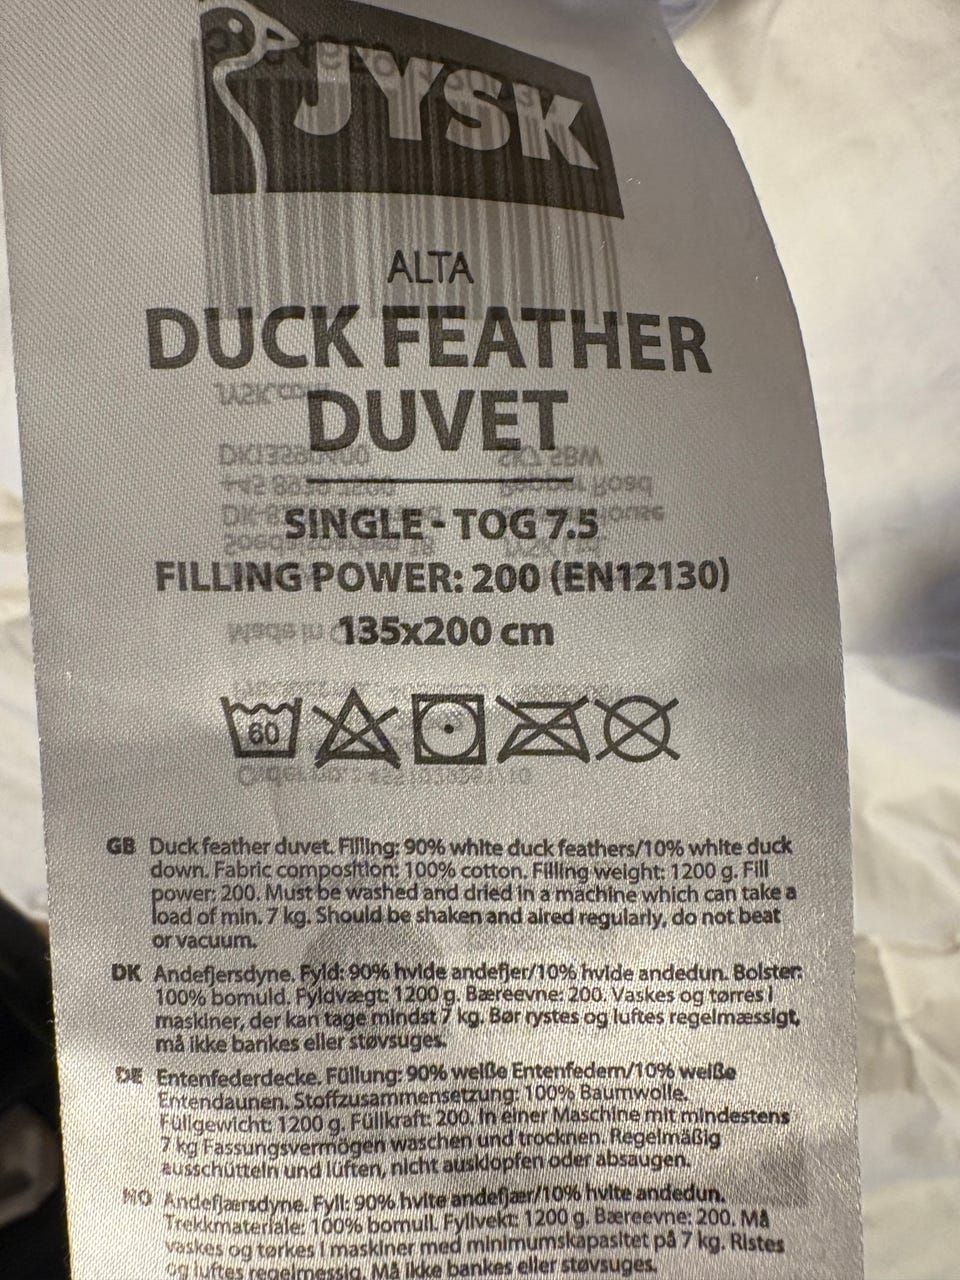 JYSK
ALTA
DUCK FEATHER
DUVET
SINGLE - TOG 7.5
FILLING POWER: 200 (EN12130)
135x200 cm
60
GB Duck feather duvet. Filling: 90% white duck feathers/10% white duck
down. Fabric composition: 100% cotton. Filling weight: 1200 g. Fill
power: 200. Must be washed and dried in a machine which can take a
load of min. 7 kg. Should be shaken and aired regularly, do not beat
or vacuum.
DK Andefjersdyne. Fyld: 90% hvide andefjer/10% hvide andedun. Bolster:
100% bomuld. Fyldvægt: 1200 g. Bæreevne: 200. Vaskes og tørres i
maskiner, der kan tage mindst 7 kg. Bør rystes og luftes regelmæssigt,
må ikke bankes eller støvsuges.
DE Entenfederdecke. Füllung: 90% weiße Entenfedern/10% weiße
Entendaunen. Stoffzusammensetzung: 100% Baumwolle.
Füllgewicht: 1200 g. Füllkraft: 200. In einer Maschine mit mindestens
7 kg Fassungsvermögen waschen und trocknen. Regelmäßig
ausschütteln und lüften, nicht ausklopfen oder absaugen.
NO Andefjærsdyne. Fyll: 90% hvite andefjær/10% hvite andedun.
Trekkmateriale: 100% bomull. Fyllvekt: 1200 g. Bæreevne: 200. Må
vaskes og tørkes i maskiner med minimumskapasitet på 7 kg. Ristes
og luftes regelmessig. Må ikke bankes eller støvsuges.